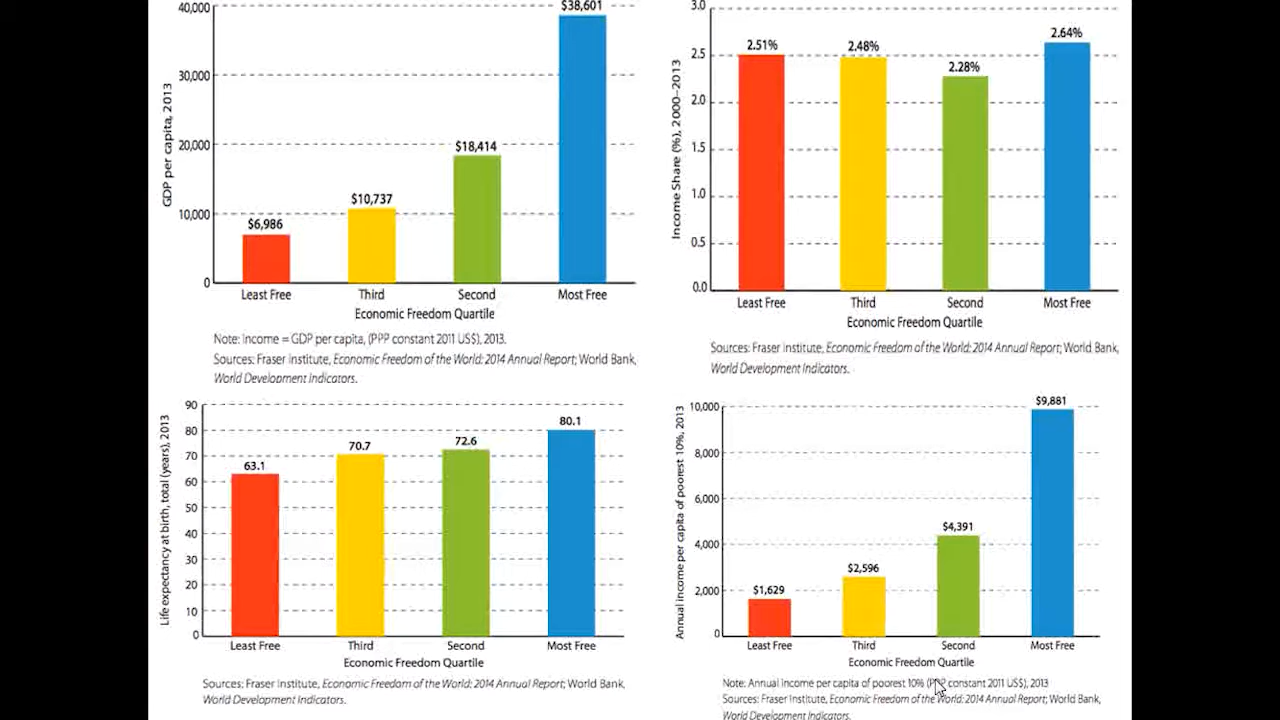 40,000
$38,601
30,000
20,000
$18,414
$10,737
10,000
$6,986
0
GDP per capita, 2013
Least Free
Third
Second
Most Free
Economic Freedom Quartile
Note: Income = GDP per capita, (PPP constant 2011 US$), 2013.
Sources: Fraser Institute, Economic Freedom of the World: 2014 Annual Report; World Bank,
World Development Indicators.
3.0
2.64%
2.51%
2.48%
2.5
2.28%
2.0
1.5
1.0
0.5
0.0
Income Share (%), 2000–2013
Least Free
Third
Second
Most Free
Economic Freedom Quartile
Sources: Fraser Institute, Economic Freedom of the World: 2014 Annual Report; World Bank,
World Development Indicators.
90
80.1
80
72.6
70.7
70
63.1
60
50
40
30
20
10
0
Life expectancy at birth, total (years), 2013
Least Free
Third
Second
Most Free
Economic Freedom Quartile
Sources: Fraser Institute, Economic Freedom of the World: 2014 Annual Report; World Bank,
World Development Indicators.
10,000
$9,881
8,000
6,000
$4,391
4,000
$2,596
2,000
$1,629
0
Annual income per capita of poorest 10%, 2013
Least Free
Third
Second
Most Free
Economic Freedom Quartile
Note: Annual income per capita of poorest 10% (PPP constant 2011 US$), 2013
Sources: Fraser Institute, Economic Freedom of the World: 2014 Annual Report; World Bank,
World Development Indicators.